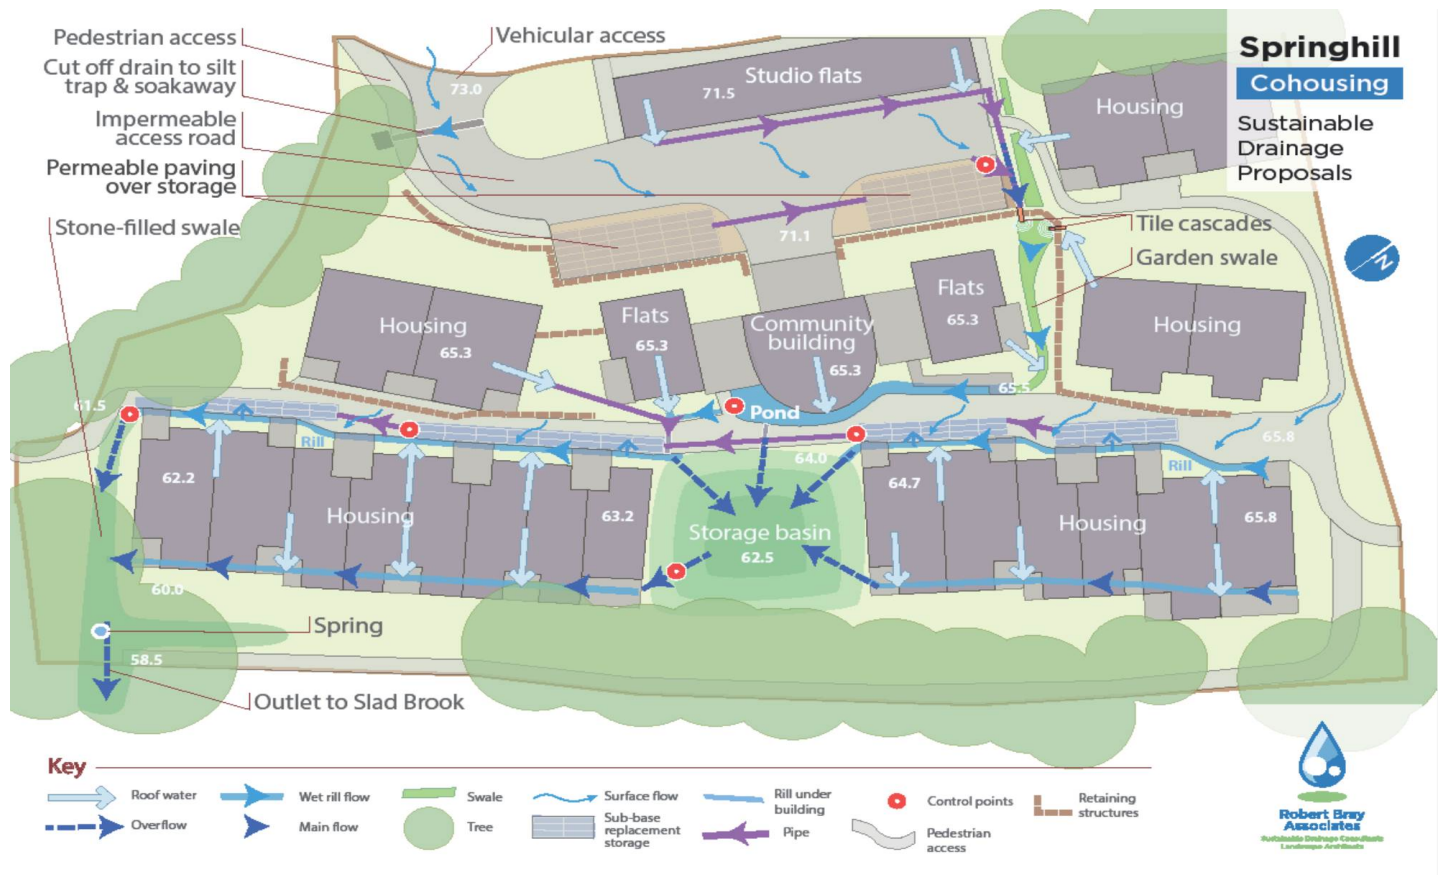 Pedestrian access
Vehicular access
Cut off drain to silt
trap & soakaway
Impermeable
access road
Permeable paving
over storage
Stone-filled swale
Springhill
Cohousing
Sustainable
Drainage
Proposals
N
73.0
Studio flats
71.5
Housing
71.1
Tile cascades
Garden swale
Housing
65.3
Flats
65.3
Community
building
65.3
Flats
65.3
Housing
65.5
61.5
Pond
Rill
64.0
65.8
Rill
62.2
Housing
63.2
Storage basin
62.5
64.7
Housing
65.8
60.0
Spring
58.5
Outlet to Slad Brook
Key
Roof water
Wet rill flow
Swale
Surface flow
Rill under
building
Control points
Retaining
structures
Overflow
Main flow
Tree
Sub-base
replacement
storage
Pipe
Pedestrian
access
Robert Bray
Associates
Sustainable Drainage Consultants
Landscape Architects